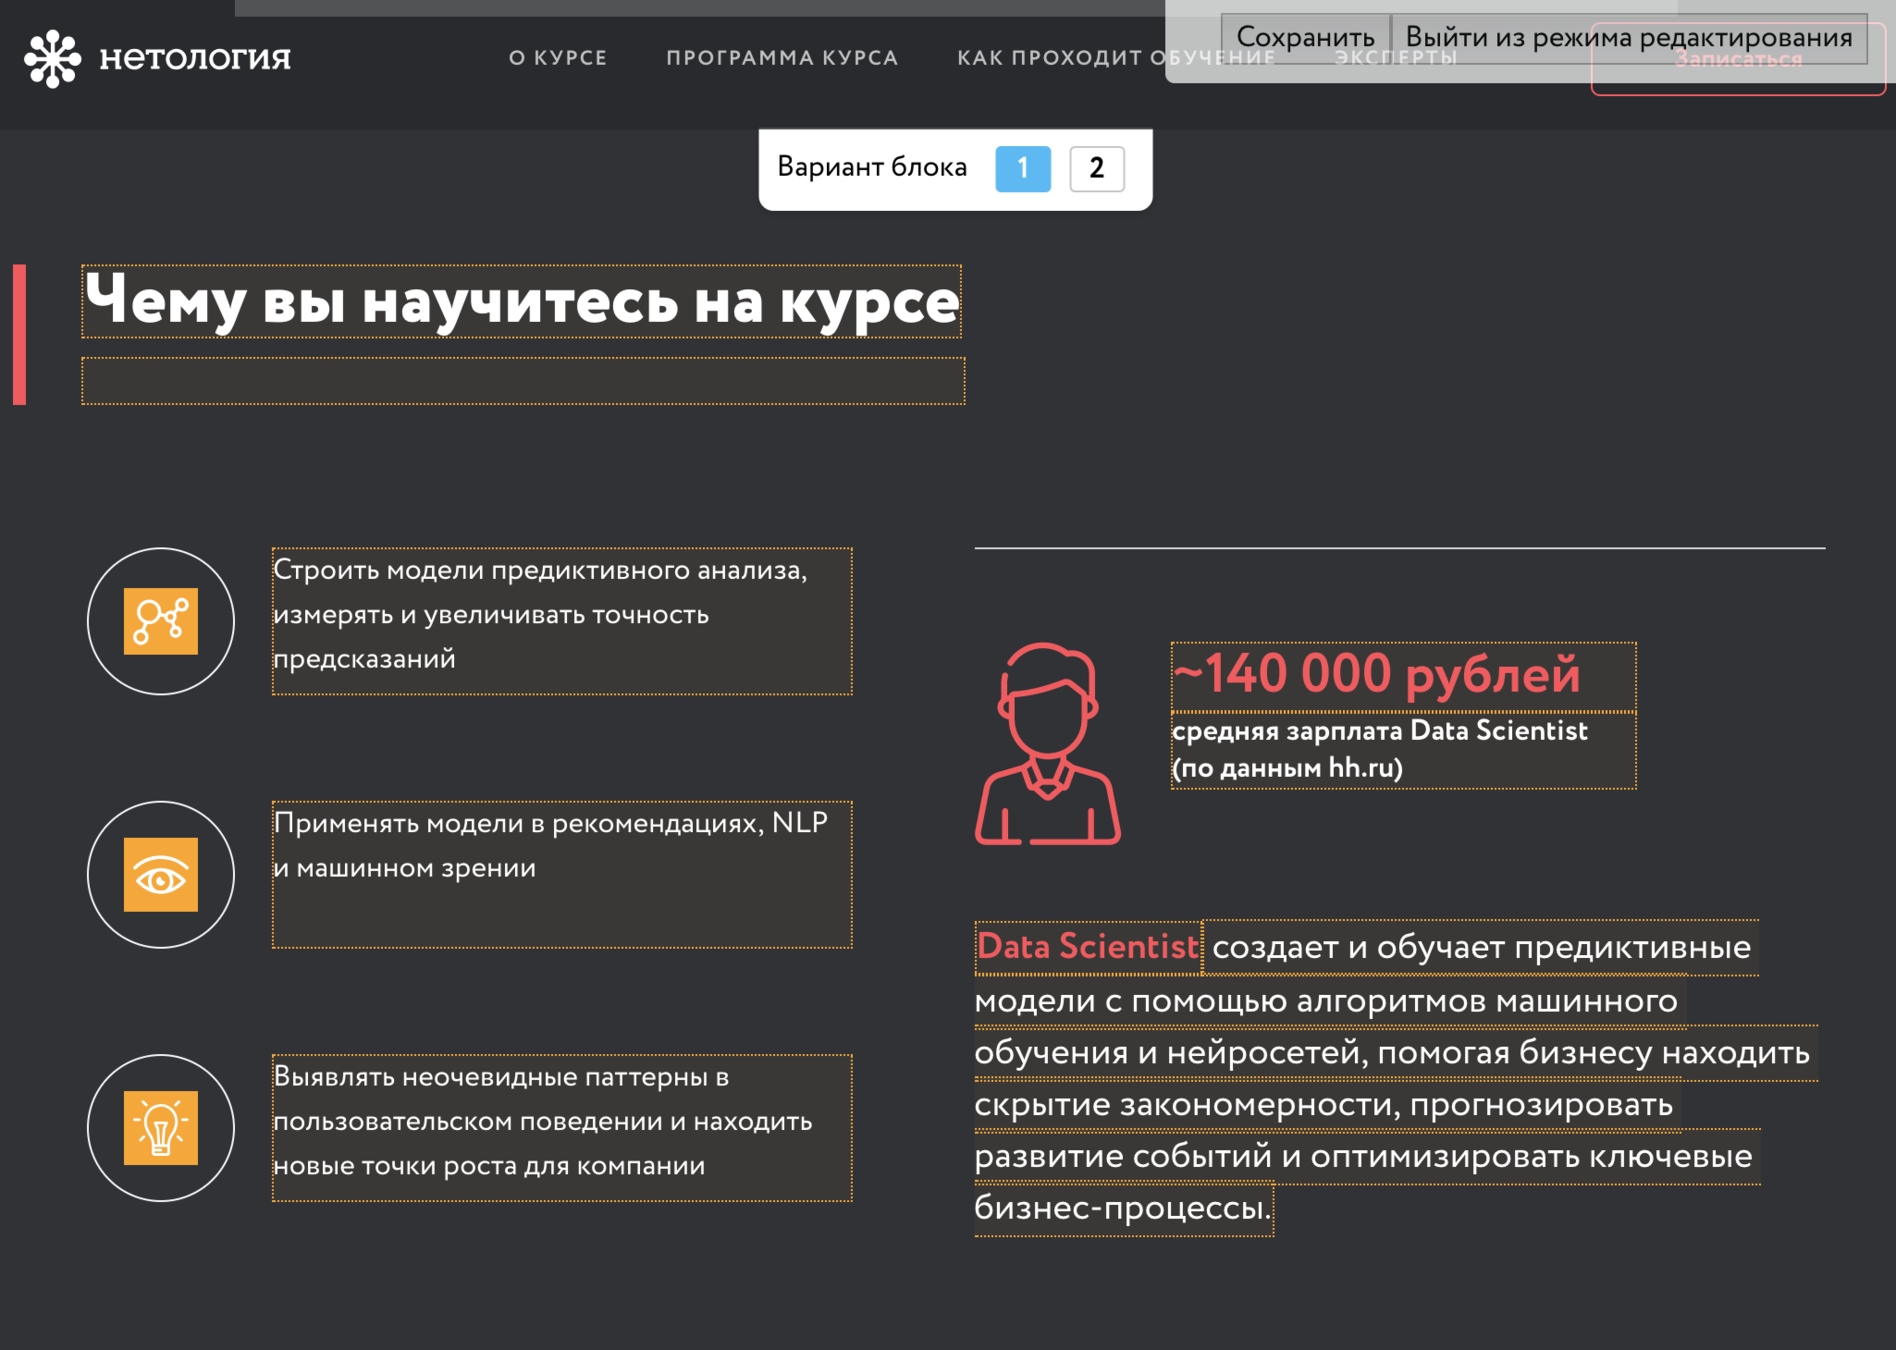 нетология
О КУРСЕ
ПРОГРАММА КУРСА
КАК ПРОХОДИТ ОБУЧЕНИЕ
ЭКСПЕРТЫ
Записаться
Сохранить
Выйти из режима редактирования
Вариант блока 1 2
Чему вы научитесь на курсе
Строить модели предиктивного анализа,
измерять и увеличивать точность
предсказаний
Применять модели в рекомендациях, NLP
и машинном зрении
Выявлять неочевидные паттерны в
пользовательском поведении и находить
новые точки роста для компании
~140 000 рублей
средняя зарплата Data Scientist
(по данным hh.ru)
Data Scientist создает и обучает предиктивные
модели с помощью алгоритмов машинного
обучения и нейросетей, помогая бизнесу находить
скрытие закономерности, прогнозировать
развитие событий и оптимизировать ключевые
бизнес-процессы.